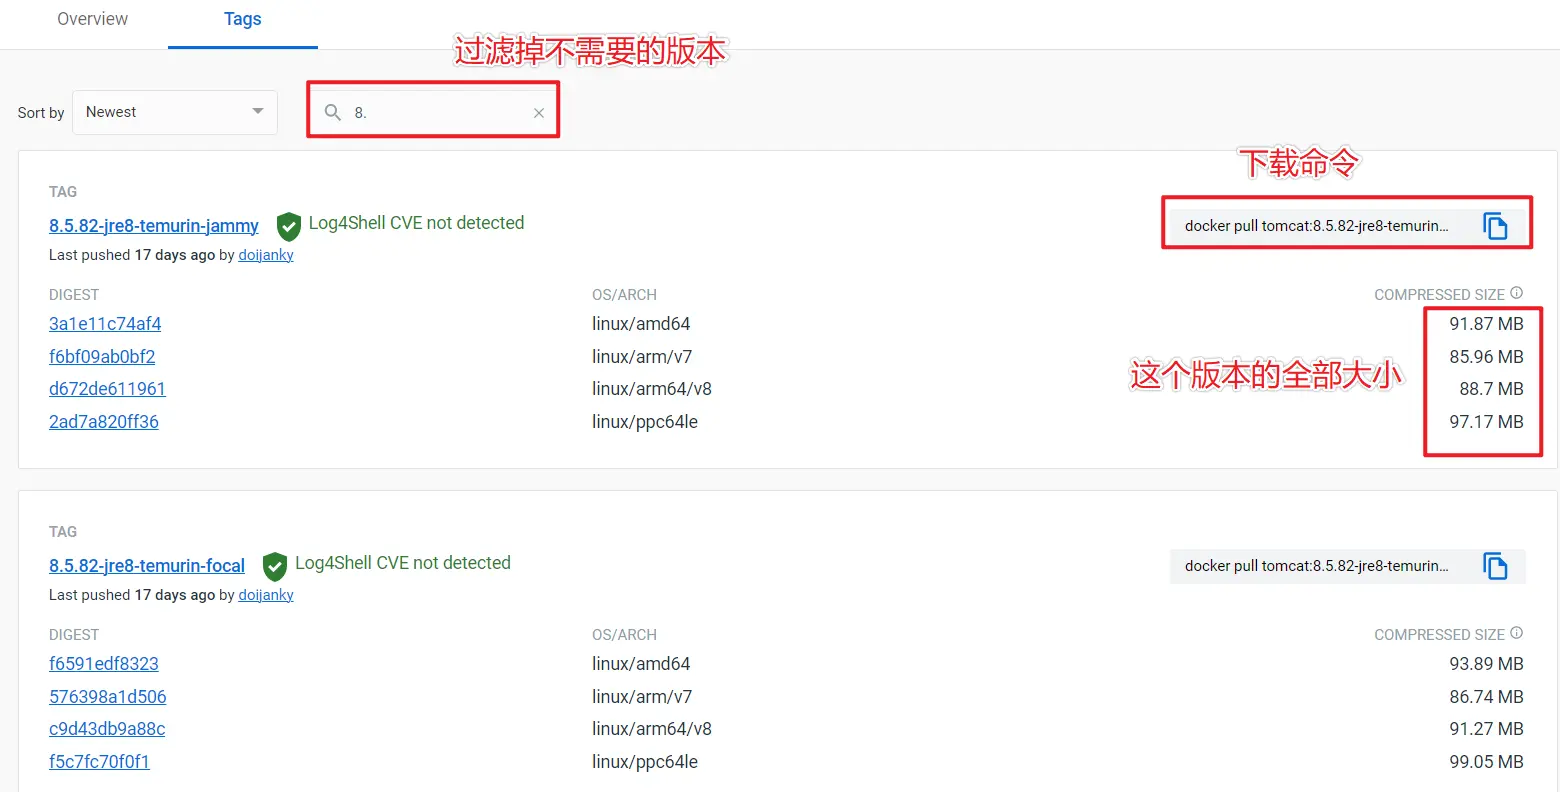 Overview Tags
过滤掉不需要的版本
Sort by Newest 8.
下载命令
TAG
8.5.82-jre8-temurin-jammy Log4Shell CVE not detected docker pull tomcat:8.5.82-jre8-temurin...
Last pushed 17 days ago by doijanky
DIGEST OS/ARCH COMPRESSED SIZE
3a1e11c74af4 linux/amd64 91.87 MB
f6bf09ab0bf2 linux/arm/v7 85.96 MB
这个版本的全部大小
d672de611961 linux/arm64/v8 88.7 MB
2ad7a820ff36 linux/ppc64le 97.17 MB
TAG
8.5.82-jre8-temurin-focal Log4Shell CVE not detected docker pull tomcat:8.5.82-jre8-temurin...
Last pushed 17 days ago by doijanky
DIGEST OS/ARCH COMPRESSED SIZE
f6591edf8323 linux/amd64 93.89 MB
576398a1d506 linux/arm/v7 86.74 MB
c9d43db9a88c linux/arm64/v8 91.27 MB
f5c7fc70f0f1 linux/ppc64le 99.05 MB